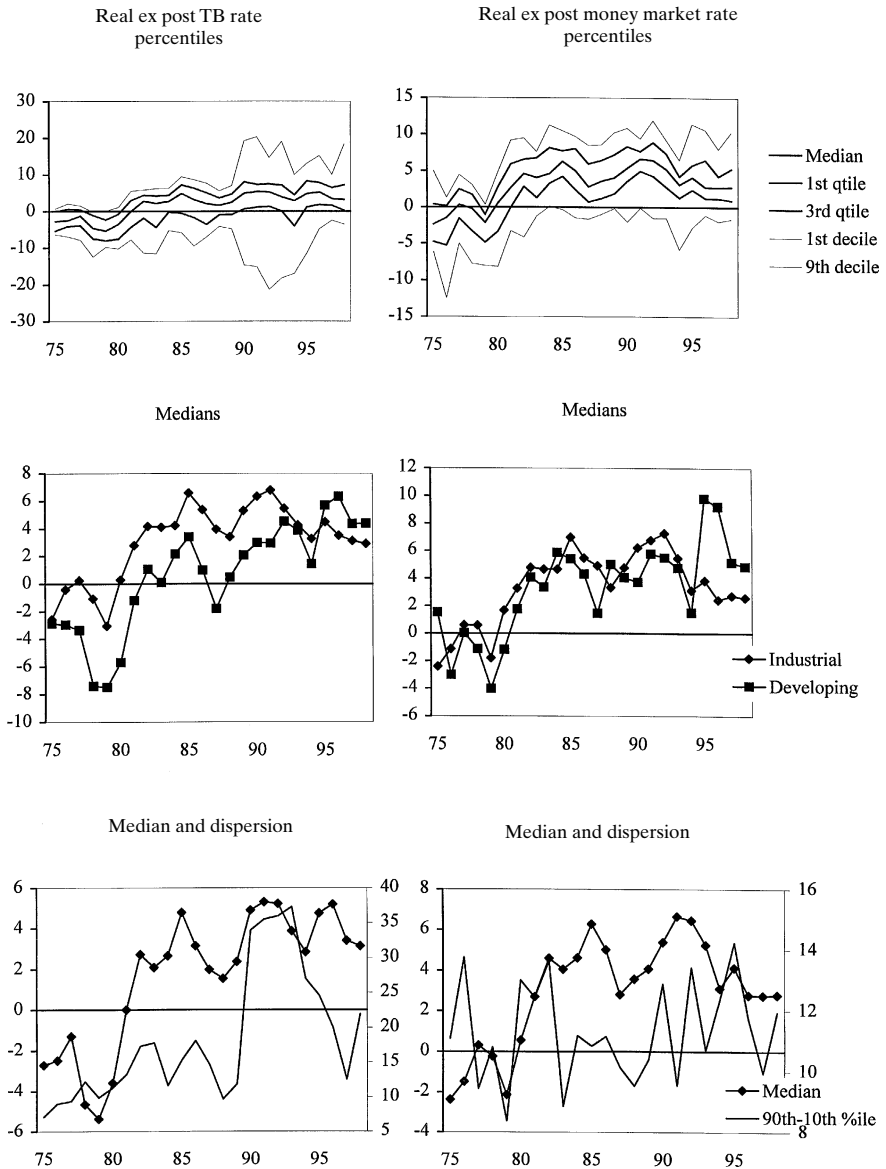 Real ex post TB rate
percentiles
30
20
10
0
-10
-20
-30
75 80 85 90 95
Real ex post money market rate
percentiles
15
10
5
0
-5
-10
-15
75 80 85 90 95
Median
1st qtile
3rd qtile
1st decile
9th decile
Medians
8
6
4
2
0
-2
-4
-6
-8
-10
75 80 85 90 95
Medians
12
10
8
6
4
2
0
-2
-4
-6
75 80 85 90 95
Industrial
Developing
Median and dispersion
6
4
2
0
-2
-4
-6
40
35
30
25
20
15
10
5
75 80 85 90 95
Median and dispersion
8
6
4
2
0
-2
-4
16
14
12
10
8
75 80 85 90 95
Median
90th-10th %ile